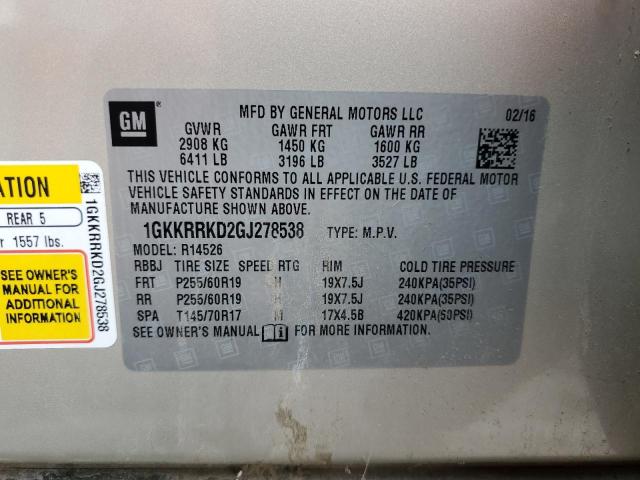 GM
MFD BY GENERAL MOTORS LLC 02/16
GVWR GAWR FRT GAWR RR
2908 KG 1450 KG 1600 KG
6411 LB 3196 LB 3527 LB
THIS VEHICLE CONFORMS TO ALL APPLICABLE U.S. FEDERAL MOTOR
VEHICLE SAFETY STANDARDS IN EFFECT ON THE DATE OF
MANUFACTURE SHOWN ABOVE.
1GKKRRKD2GJ278538 TYPE: M.P.V.
MODEL: R14526
RBBJ TIRE SIZE SPEED RTG RIM COLD TIRE PRESSURE
FRT P255/60R19 H 19X7.5J 240KPA(35PSI)
RR P255/60R19 H 19X7.5J 240KPA(35PSI)
SPA T145/70R17 M 17X4.5B 420KPA(60PSI)
SEE OWNER'S MANUAL FOR MORE INFORMATION.
ATION
REAR 5
r 1557 lbs.
SEE OWNER'S
MANUAL FOR
ADDITIONAL
INFORMATION
1GKKRRKD2GJ278538